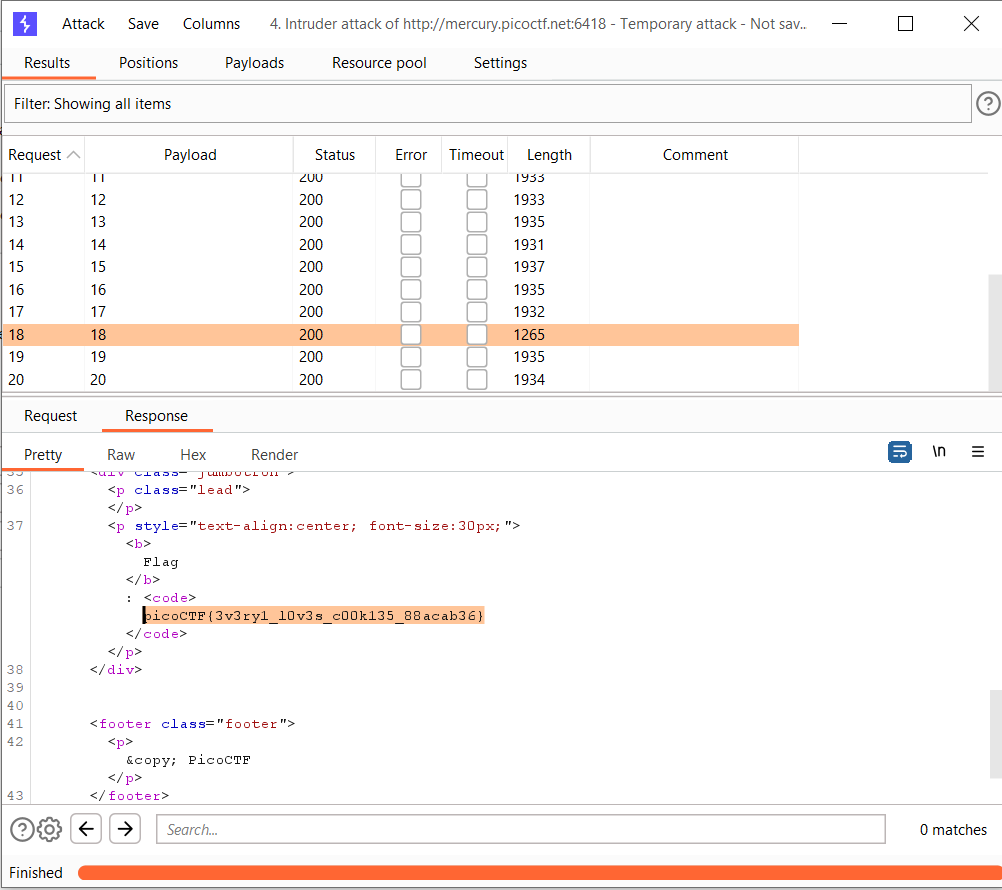 Attack Save Columns 4. Intruder attack of http://mercury.picoctf.net:6418 - Temporary attack - Not sav..
Results Positions Payloads Resource pool Settings
Filter: Showing all items
Request Payload Status Error Timeout Length Comment
11 11 200 1933
12 12 200 1933
13 13 200 1935
14 14 200 1931
15 15 200 1937
16 16 200 1935
17 17 200 1932
18 18 200 1265
19 19 200 1935
20 20 200 1934
Request Response
Pretty Raw Hex Render \n
35 <div class="jumbotron">
36 <p class="lead">
</p>
37 <p style="text-align:center; font-size:30px;">
<b>
Flag
</b>
: <code>
picoCTF{3v3ry1_l0v3s_c00k135_88acab36}
</code>
</p>
38 </div>
39
40
41 <footer class="footer">
42 <p>
&copy; PicoCTF
</p>
43 </footer>
Search... 0 matches
Finished